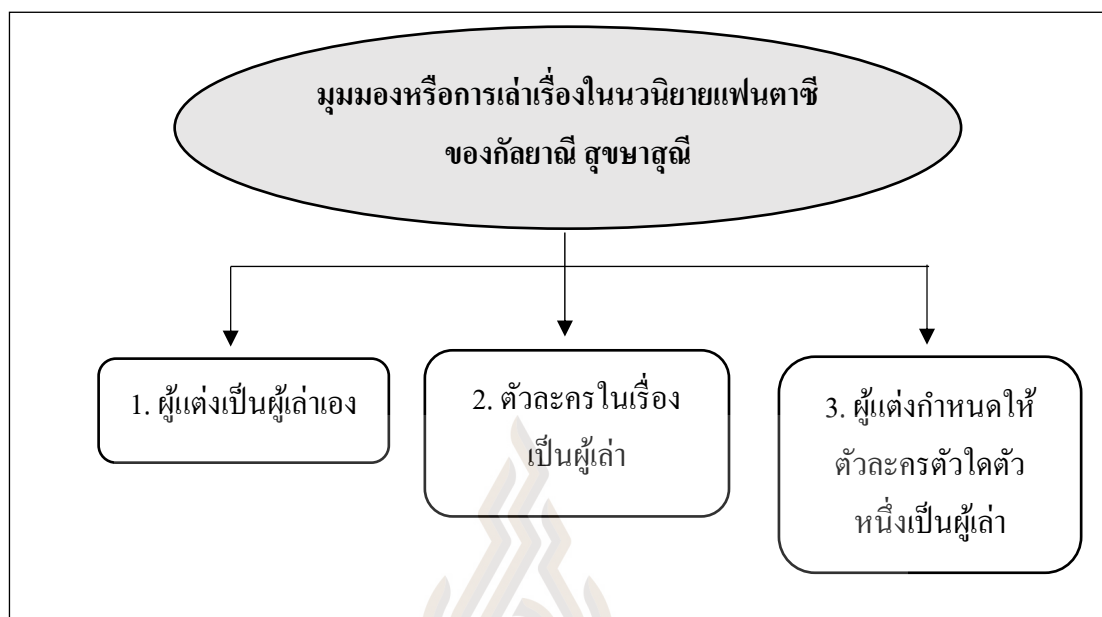 มุมมองหรือการเล่าเรื่องในนวนิยายแฟนตาซี
ของกัลยาณี สุขษาสุณี
1. ผู้แต่งเป็นผู้เล่าเอง
2. ตัวละครในเรื่อง
เป็นผู้เล่า
3. ผู้แต่งกำหนดให้
ตัวละครตัวใดตัว
หนึ่งเป็นผู้เล่า